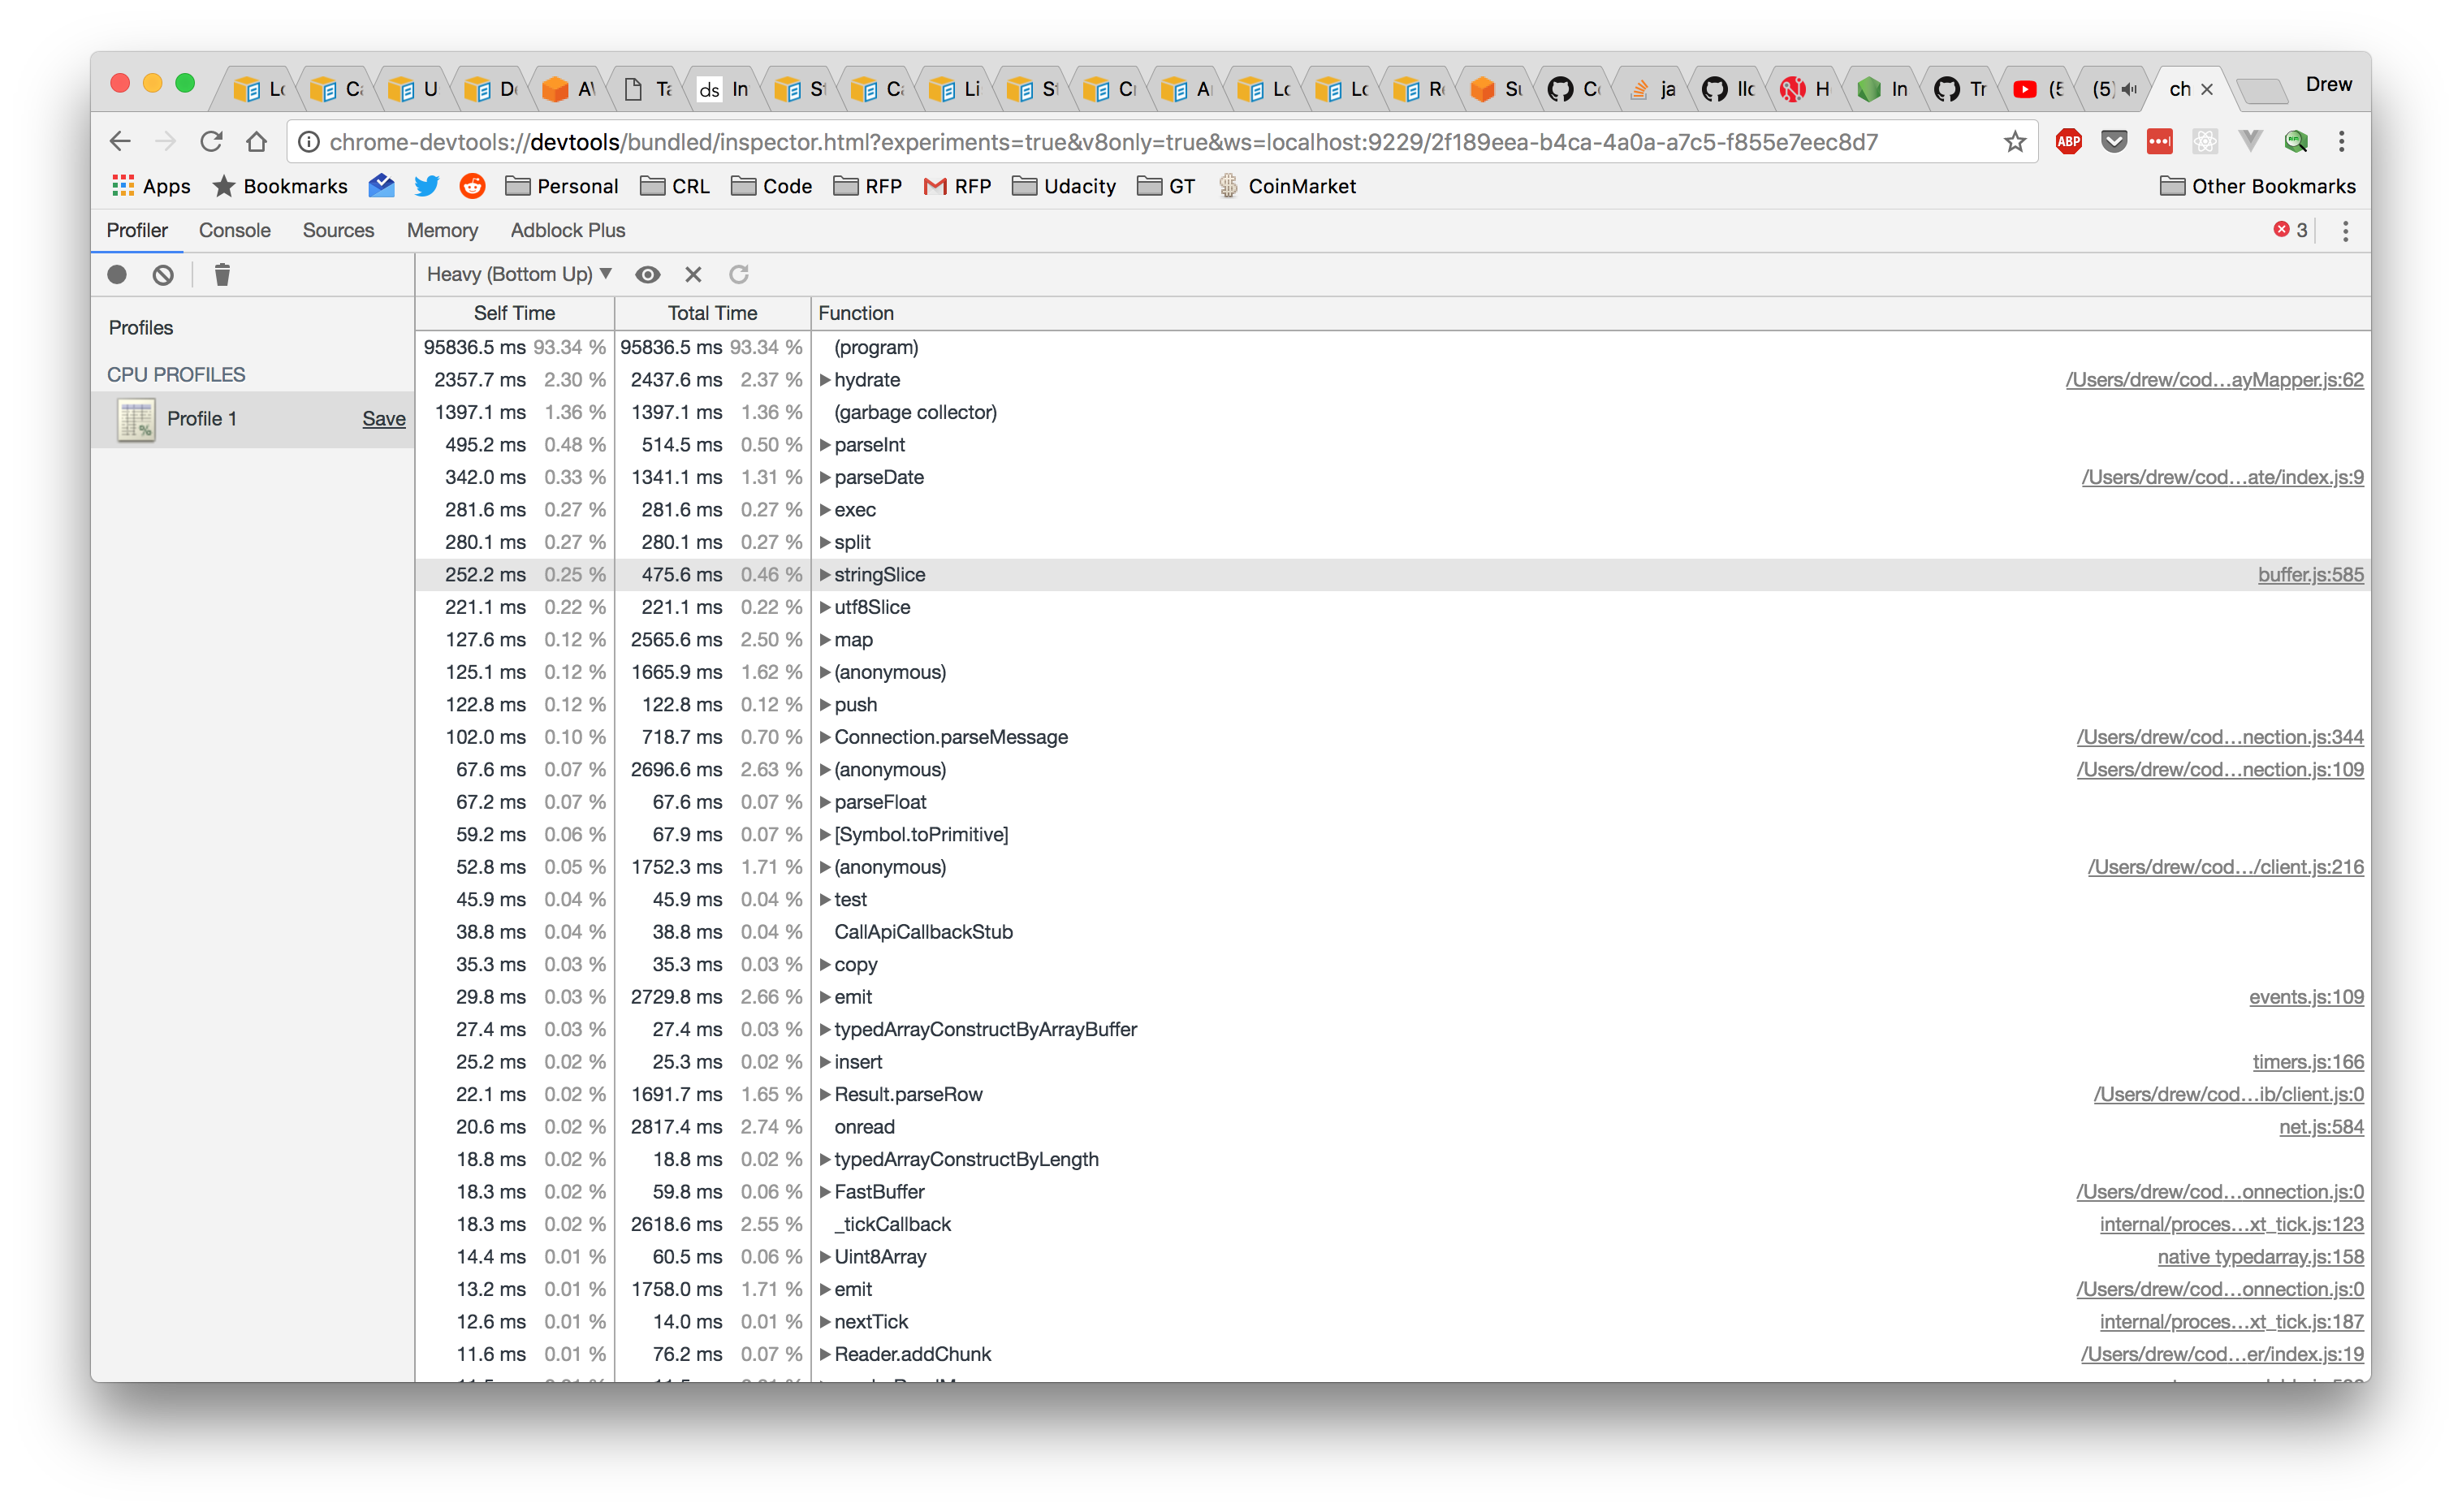 Lo Ca U De AV Ta ds In St Ca Li St Cr A Lo Lo Re Su Co ja llo H In Tr (5 (5) ch Drew
chrome-devtools://devtools/bundled/inspector.html?experiments=true&v8only=true&ws=localhost:9229/2f189eea-b4ca-4a0a-a7c5-f855e7eec8d7 ABP
Apps Bookmarks Personal CRL Code RFP RFP Udacity GT CoinMarket Other Bookmarks
Profiler Console Sources Memory Adblock Plus 3
Heavy (Bottom Up)
Profiles
CPU PROFILES
Profile 1 Save
Self Time Total Time Function
95836.5 ms 93.34 % 95836.5 ms 93.34 % (program)
2357.7 ms 2.30 % 2437.6 ms 2.37 % hydrate /Users/drew/cod…ayMapper.js:62
1397.1 ms 1.36 % 1397.1 ms 1.36 % (garbage collector)
495.2 ms 0.48 % 514.5 ms 0.50 % parseInt
342.0 ms 0.33 % 1341.1 ms 1.31 % parseDate /Users/drew/cod…ate/index.js:9
281.6 ms 0.27 % 281.6 ms 0.27 % exec
280.1 ms 0.27 % 280.1 ms 0.27 % split
252.2 ms 0.25 % 475.6 ms 0.46 % stringSlice buffer.js:585
221.1 ms 0.22 % 221.1 ms 0.22 % utf8Slice
127.6 ms 0.12 % 2565.6 ms 2.50 % map
125.1 ms 0.12 % 1665.9 ms 1.62 % (anonymous)
122.8 ms 0.12 % 122.8 ms 0.12 % push
102.0 ms 0.10 % 718.7 ms 0.70 % Connection.parseMessage /Users/drew/cod…nection.js:344
67.6 ms 0.07 % 2696.6 ms 2.63 % (anonymous) /Users/drew/cod…nection.js:109
67.2 ms 0.07 % 67.6 ms 0.07 % parseFloat
59.2 ms 0.06 % 67.9 ms 0.07 % [Symbol.toPrimitive]
52.8 ms 0.05 % 1752.3 ms 1.71 % (anonymous) /Users/drew/cod…/client.js:216
45.9 ms 0.04 % 45.9 ms 0.04 % test
38.8 ms 0.04 % 38.8 ms 0.04 % CallApiCallbackStub
35.3 ms 0.03 % 35.3 ms 0.03 % copy
29.8 ms 0.03 % 2729.8 ms 2.66 % emit events.js:109
27.4 ms 0.03 % 27.4 ms 0.03 % typedArrayConstructByArrayBuffer
25.2 ms 0.02 % 25.3 ms 0.02 % insert timers.js:166
22.1 ms 0.02 % 1691.7 ms 1.65 % Result.parseRow /Users/drew/cod…ib/client.js:0
20.6 ms 0.02 % 2817.4 ms 2.74 % onread net.js:584
18.8 ms 0.02 % 18.8 ms 0.02 % typedArrayConstructByLength
18.3 ms 0.02 % 59.8 ms 0.06 % FastBuffer /Users/drew/cod…onnection.js:0
18.3 ms 0.02 % 2618.6 ms 2.55 % _tickCallback internal/proces…xt_tick.js:123
14.4 ms 0.01 % 60.5 ms 0.06 % Uint8Array native typedarray.js:158
13.2 ms 0.01 % 1758.0 ms 1.71 % emit /Users/drew/cod…onnection.js:0
12.6 ms 0.01 % 14.0 ms 0.01 % nextTick internal/proces…xt_tick.js:187
11.6 ms 0.01 % 76.2 ms 0.07 % Reader.addChunk /Users/drew/cod…er/index.js:19